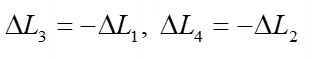 ΔL₃ = −ΔL₁, ΔL₄ = −ΔL₂